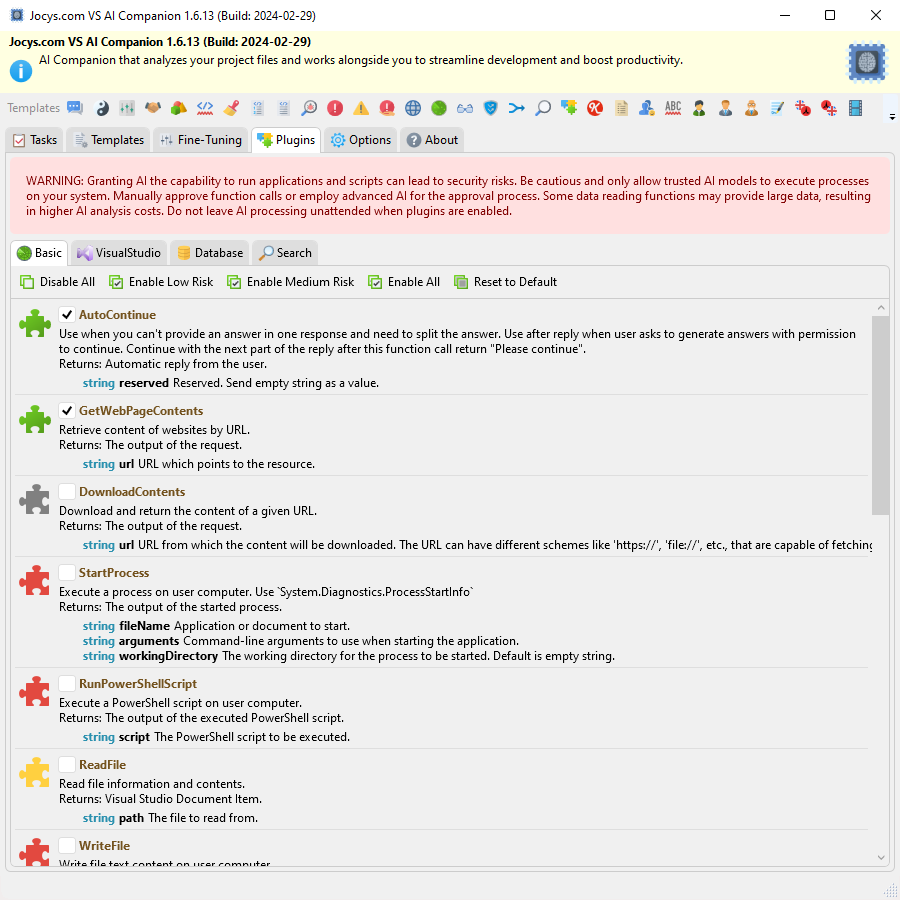 Jocys.com VS AI Companion 1.6.13 (Build: 2024-02-29)
Jocys.com VS AI Companion 1.6.13 (Build: 2024-02-29)
AI Companion that analyzes your project files and works alongside you to streamline development and boost productivity.
Templates
ABC
Tasks Templates Fine-Tuning Plugins Options About
WARNING: Granting AI the capability to run applications and scripts can lead to security risks. Be cautious and only allow trusted AI models to execute processes
on your system. Manually approve function calls or employ advanced AI for the approval process. Some data reading functions may provide large data, resulting
in higher AI analysis costs. Do not leave AI processing unattended when plugins are enabled.
Basic VisualStudio Database Search
Disable All Enable Low Risk Enable Medium Risk Enable All Reset to Default
AutoContinue
Use when you can't provide an answer in one response and need to split the answer. Use after reply when user asks to generate answers with permission
to continue. Continue with the next part of the reply after this function call return "Please continue".
Returns: Automatic reply from the user.
string reserved Reserved. Send empty string as a value.
GetWebPageContents
Retrieve content of websites by URL.
Returns: The output of the request.
string url URL which points to the resource.
DownloadContents
Download and return the content of a given URL.
Returns: The output of the request.
string url URL from which the content will be downloaded. The URL can have different schemes like 'https://', 'file://', etc., that are capable of fetching
StartProcess
Execute a process on user computer. Use `System.Diagnostics.ProcessStartInfo`
Returns: The output of the started process.
string fileName Application or document to start.
string arguments Command-line arguments to use when starting the application.
string workingDirectory The working directory for the process to be started. Default is empty string.
RunPowerShellScript
Execute a PowerShell script on user computer.
Returns: The output of the executed PowerShell script.
string script The PowerShell script to be executed.
ReadFile
Read file information and contents.
Returns: Visual Studio Document Item.
string path The file to read from.
WriteFile
Write file text content on user computer.